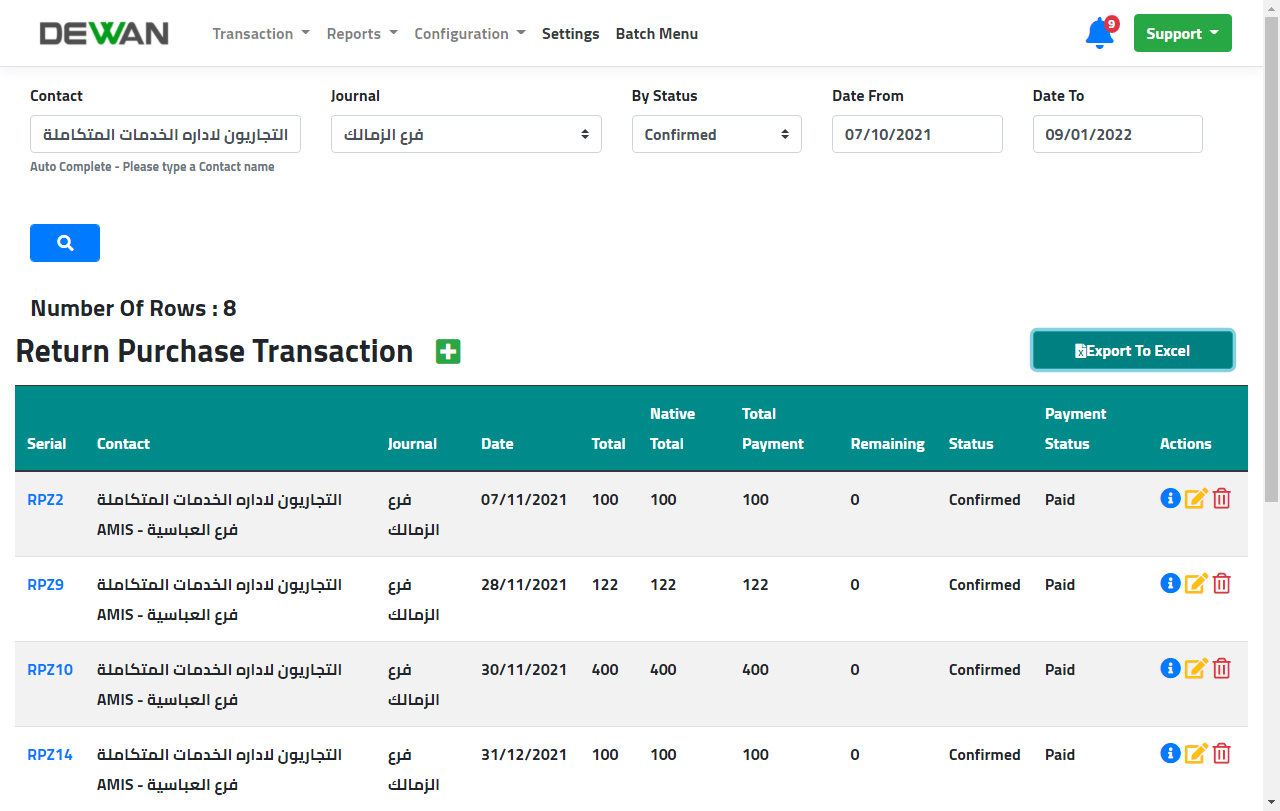 DEWAN Transaction Reports Configuration Settings Batch Menu 9 Support
Contact Journal By Status Date From Date To
التجاريون لاداره الخدمات المتكاملة فرع الزمالك Confirmed 07/10/2021 09/01/2022
Auto Complete - Please type a Contact name
Number Of Rows : 8
Return Purchase Transaction Export To Excel
Serial Contact Journal Date Total Native Total Total Payment Remaining Status Payment Status Actions
RPZ2 التجاريون لاداره الخدمات المتكاملة فرع 07/11/2021 100 100 100 0 Confirmed Paid
AMIS - فرع العباسية الزمالك
RPZ9 التجاريون لاداره الخدمات المتكاملة فرع 28/11/2021 122 122 122 0 Confirmed Paid
AMIS - فرع العباسية الزمالك
RPZ10 التجاريون لاداره الخدمات المتكاملة فرع 30/11/2021 400 400 400 0 Confirmed Paid
AMIS - فرع العباسية الزمالك
RPZ14 التجاريون لاداره الخدمات المتكاملة فرع 31/12/2021 100 100 100 0 Confirmed Paid
AMIS - فرع العباسية الزمالك